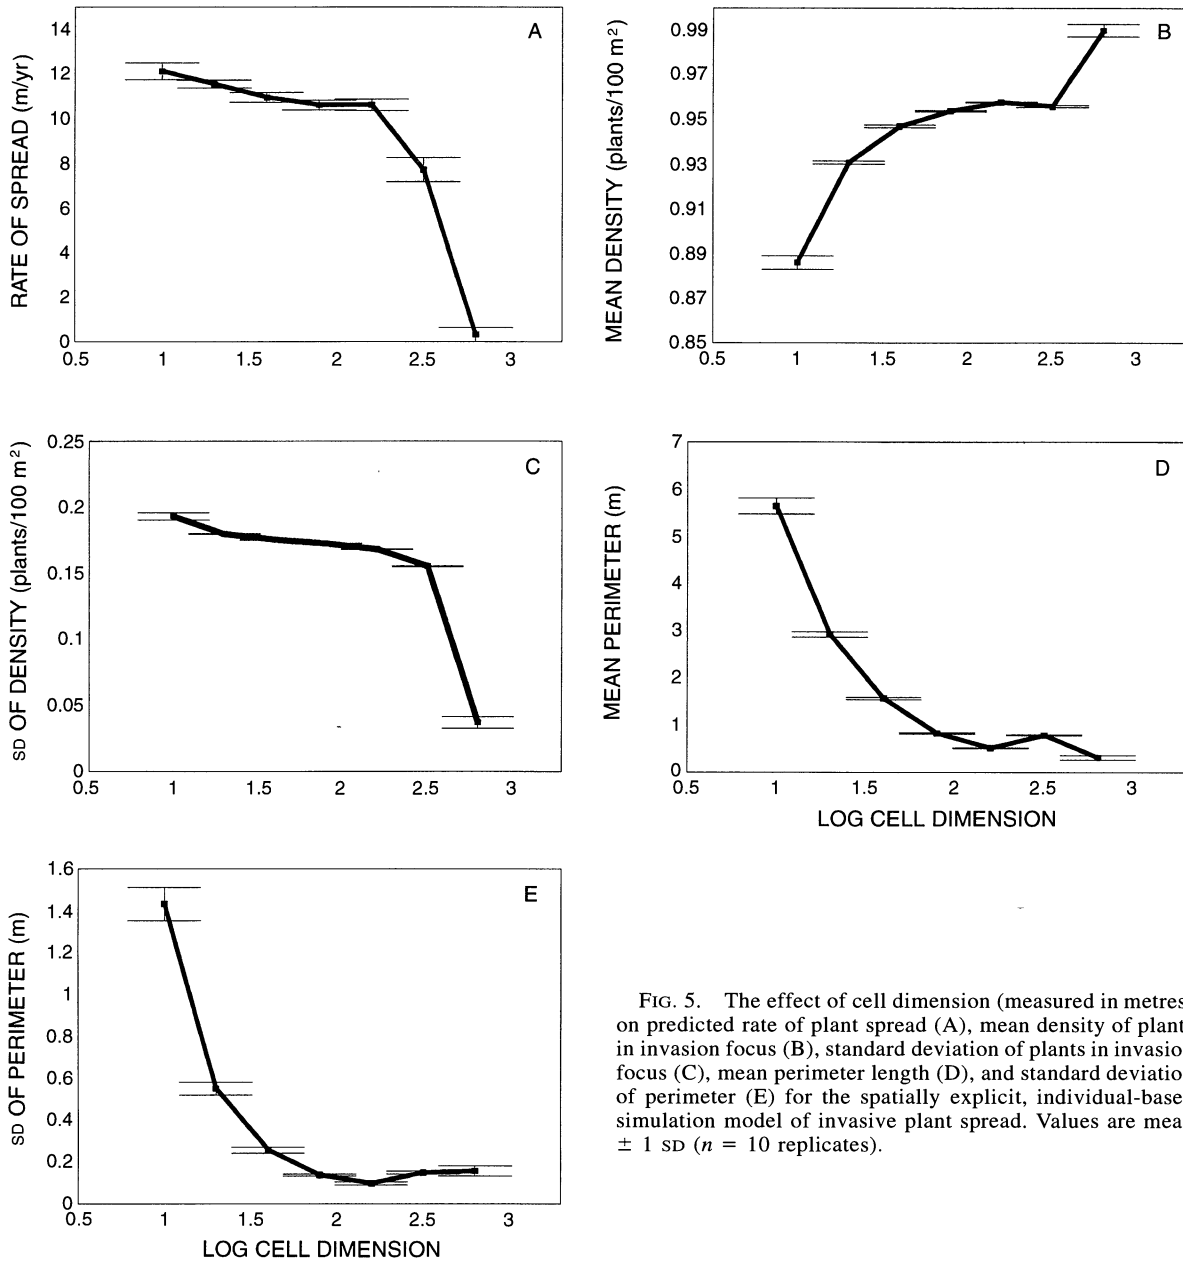 A
RATE OF SPREAD (m/yr)
14
12
10
8
6
4
2
0
0.5 1 1.5 2 2.5 3
B
MEAN DENSITY (plants/100 m²)
0.99
0.97
0.95
0.93
0.91
0.89
0.87
0.85
0.5 1 1.5 2 2.5 3
C
SD OF DENSITY (plants/100 m²)
0.25
0.2
0.15
0.1
0.05
0
0.5 1 1.5 2 2.5 3
D
MEAN PERIMETER (m)
7
6
5
4
3
2
1
0
0.5 1 1.5 2 2.5 3
LOG CELL DIMENSION
E
SD OF PERIMETER (m)
1.6
1.4
1.2
1
0.8
0.6
0.4
0.2
0
0.5 1 1.5 2 2.5 3
LOG CELL DIMENSION
FIG. 5. The effect of cell dimension (measured in metres
on predicted rate of plant spread (A), mean density of plant
in invasion focus (B), standard deviation of plants in invasio
focus (C), mean perimeter length (D), and standard deviatio
of perimeter (E) for the spatially explicit, individual-base
simulation model of invasive plant spread. Values are mea
± 1 SD (n = 10 replicates).